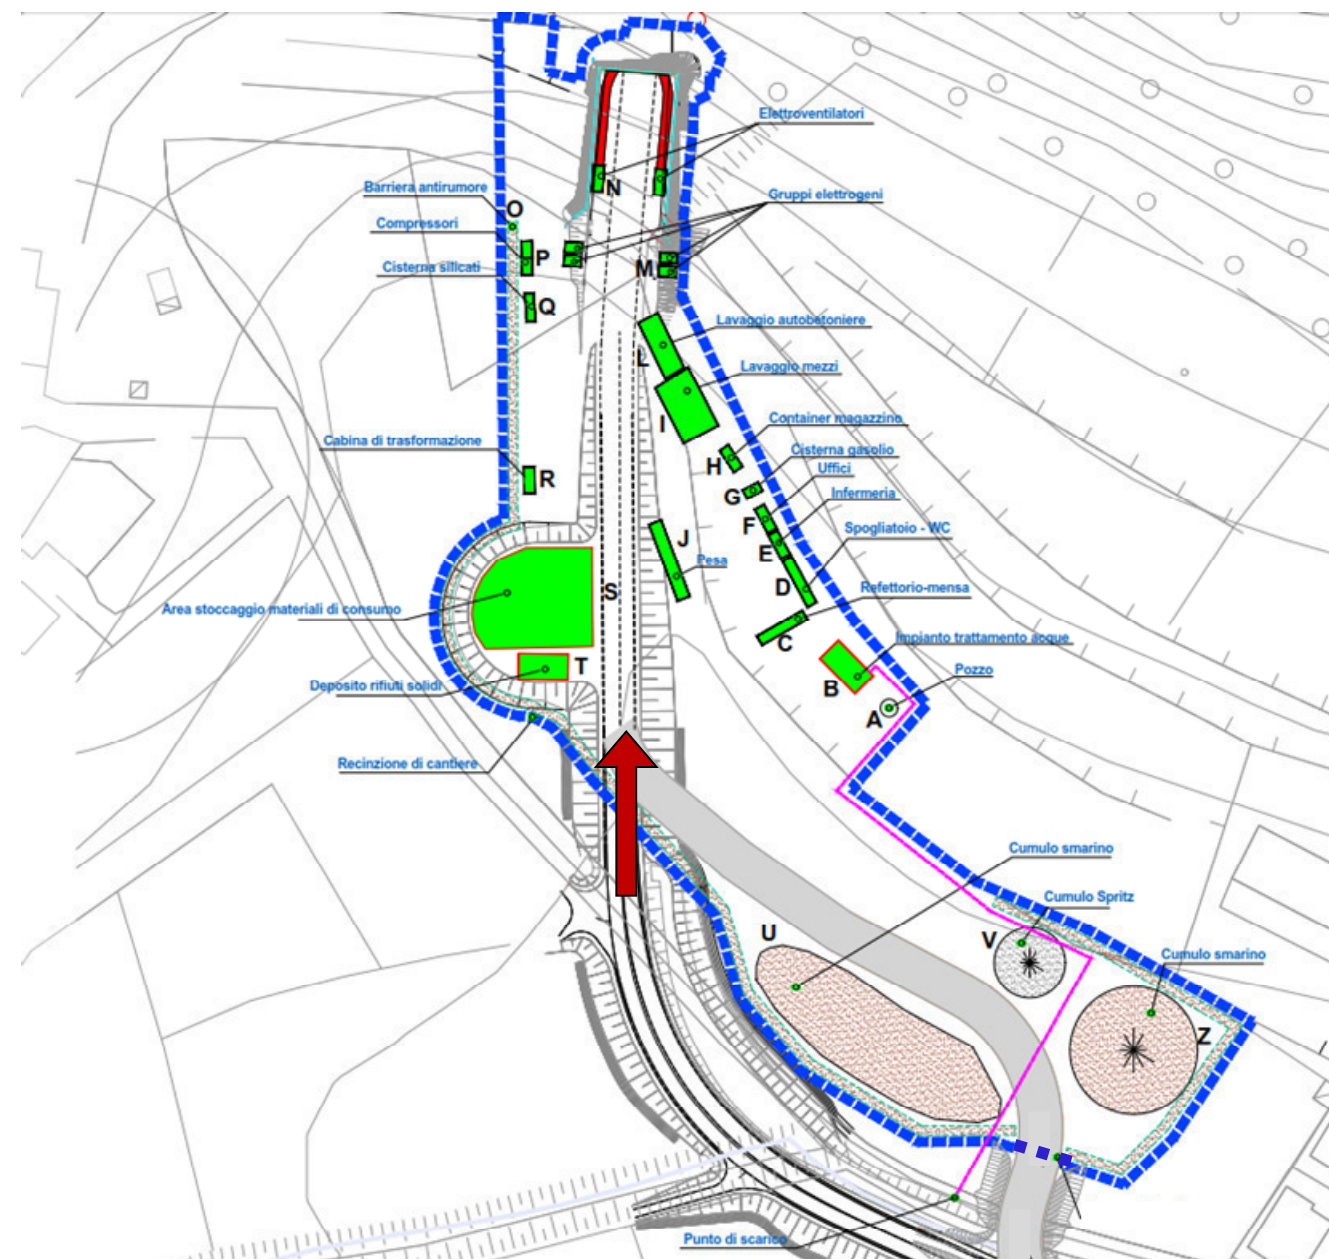 Elettroventilatori
N
Barriera antirumore
Gruppi elettrogeni
O
Compressori
P
Cisterna silicati
M
Q
Lavaggio autobetoniere
L
Lavaggio mezzi
I
Container magazzino
Cabina di trasformazione
Cisterna gasolio
H
Uffici
R
G
Infermeria
F
Spogliatoio - WC
J
E
Pesa
D
Refettorio-mensa
S
Area stoccaggio materiali di consumo
C
Impianto trattamento acque
T
Pozzo
Deposito rifiuti solidi
B
A
Recinzione di cantiere
Cumulo smarino
Cumulo Spritz
U
V
Cumulo smarino
Z
Punto di scarico